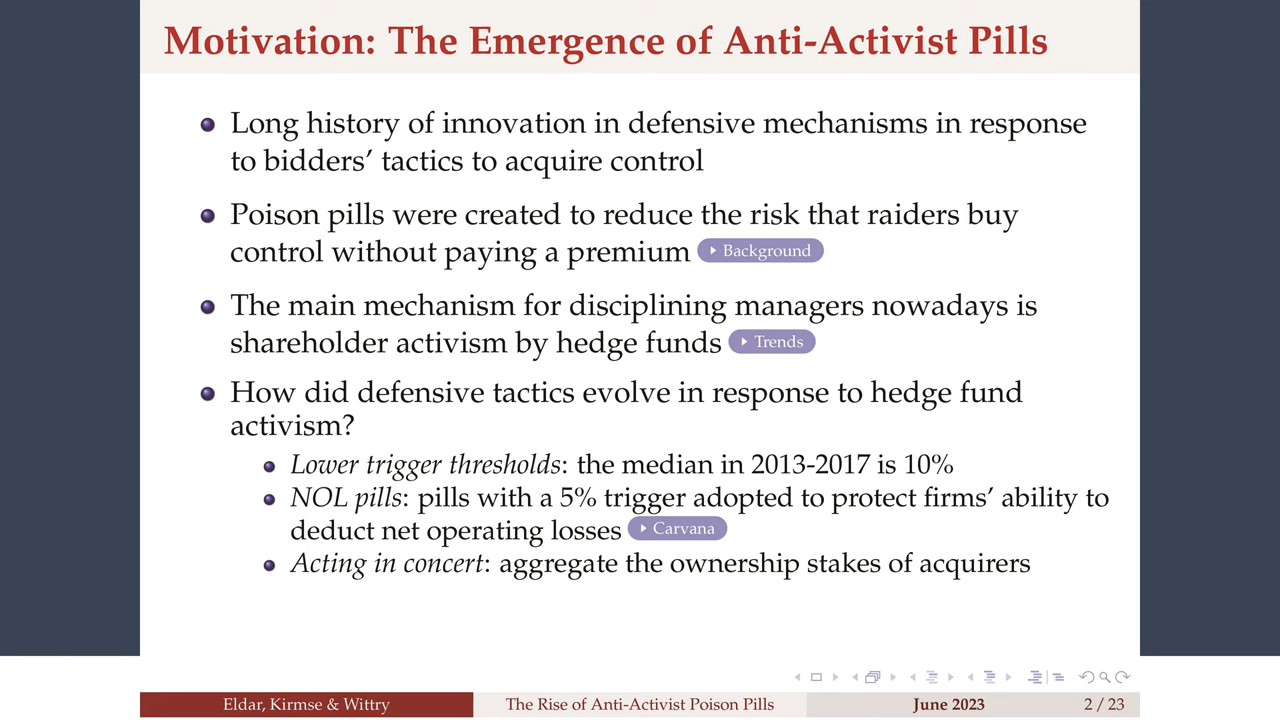 Motivation: The Emergence of Anti-Activist Pills
Long history of innovation in defensive mechanisms in response
to bidders’ tactics to acquire control
Poison pills were created to reduce the risk that raiders buy
control without paying a premium Background
The main mechanism for disciplining managers nowadays is
shareholder activism by hedge funds Trends
How did defensive tactics evolve in response to hedge fund
activism?
Lower trigger thresholds: the median in 2013-2017 is 10%
NOL pills: pills with a 5% trigger adopted to protect firms’ ability to
deduct net operating losses Carvana
Acting in concert: aggregate the ownership stakes of acquirers
Eldar, Kirmse & Wittry The Rise of Anti-Activist Poison Pills June 2023 2 / 23